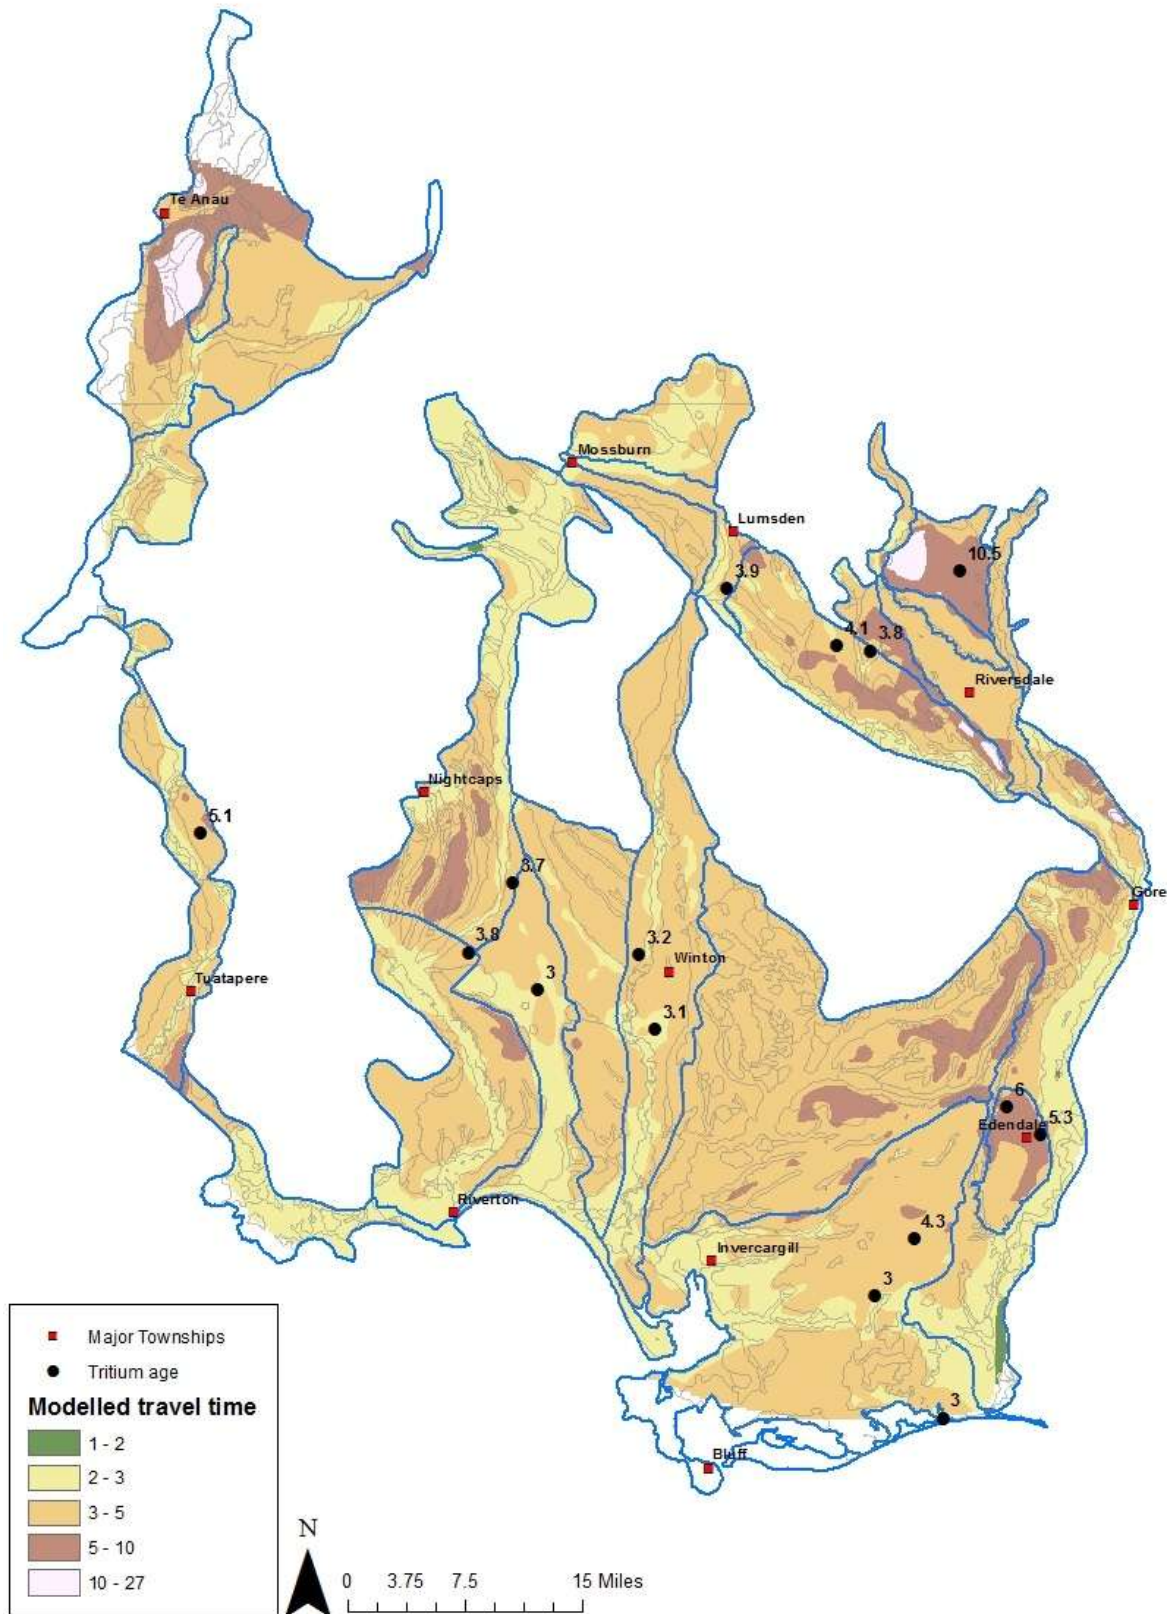 Te Anau
Mossburn
Lumsden
10.5
3.9
4.1
3.8
Riversdale
Nightcaps
5.1
3.7
Gore
3.8
3.2
Winton
Tuatapere
3
3.1
6
5.3
Edendale
Riverton
4.3
Invercargill
3
3
Bluff
Major Townships
Tritium age
Modelled travel time
1 - 2
2 - 3
3 - 5
5 - 10
10 - 27
N
0 3.75 7.5 15 Miles